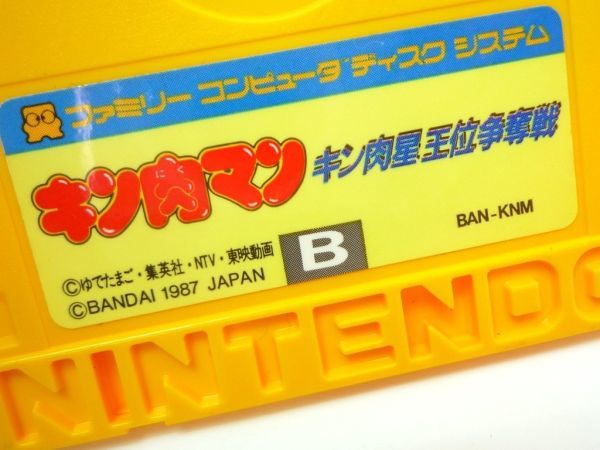 ファミリー コンピュータ ディスク システム
キン肉マン キン肉星王位争奪戦
BAN-KNM
B
©ゆでたまご・集英社・NTV・東映動画
©BANDAI 1987 JAPAN
NINTENDO